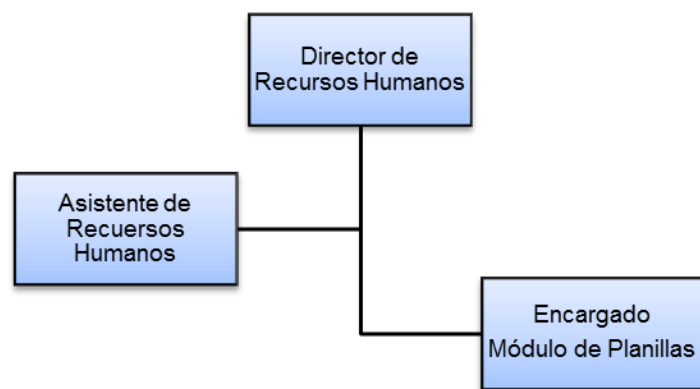 Director de
Recursos Humanos
Asistente de
Recuersos
Humanos
Encargado
Módulo de Planillas